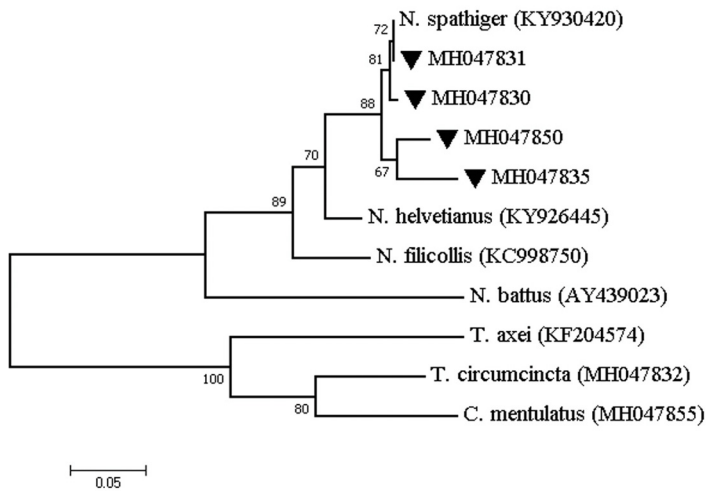 N. spathiger (KY930420)
72
MH047831
81
MH047830
88
MH047850
70
67
MH047835
89
N. helvetianus (KY926445)
N. filicollis (KC998750)
N. battus (AY439023)
T. axei (KF204574)
100
T. circumcincta (MH047832)
80
C. mentulatus (MH047855)
0.05